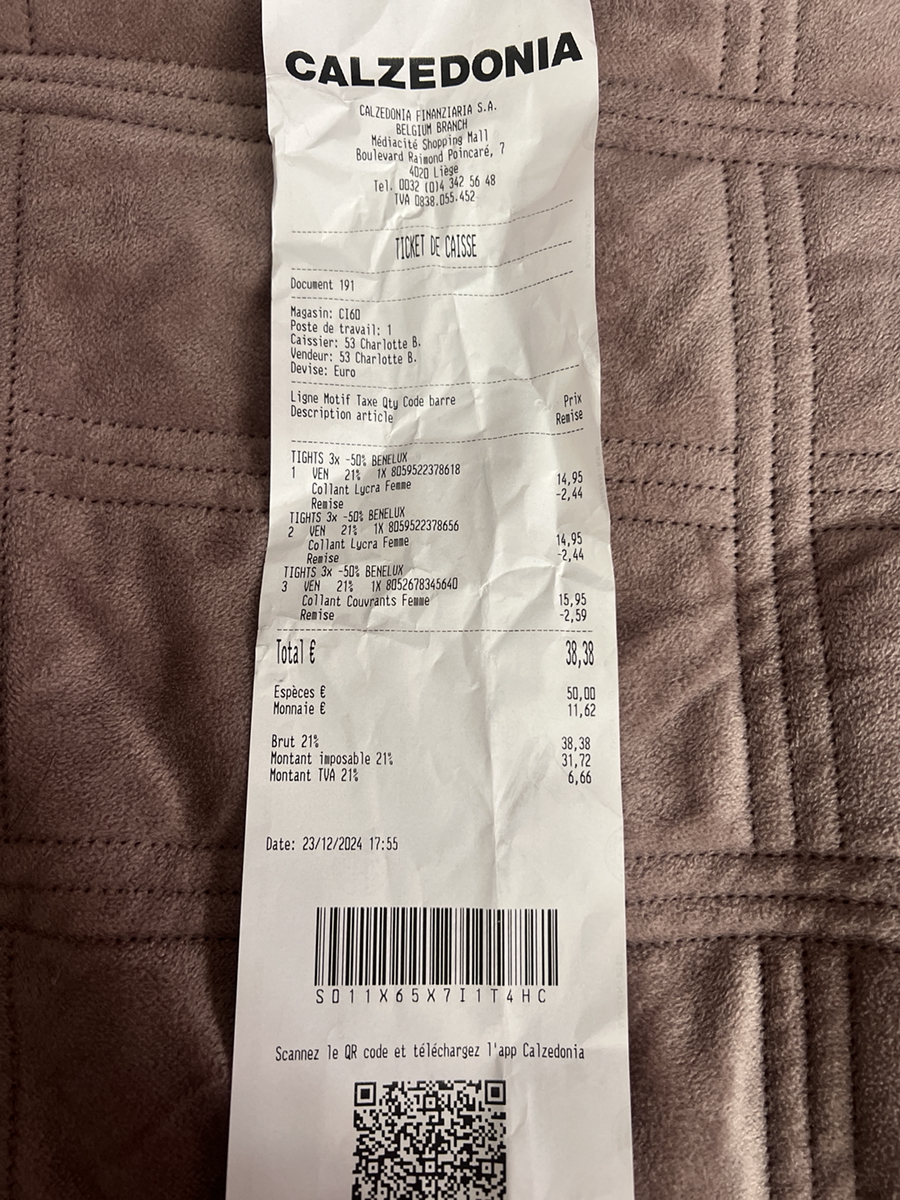 CALZEDONIA
CALZEDONIA FINANZIARIA S.A.
BELGIUM BRANCH
Médiacité Shopping Mall
Boulevard Raimond Poincaré, 7
4020 Liège
Tel. 0032 (0)4 342 56 48
TVA 0838.055.452
TICKET DE CAISSE
Document 191
Magasin: CI60
Poste de travail: 1
Caissier: 53 Charlotte B.
Vendeur: 53 Charlotte B.
Devise: Euro
Ligne Motif Taxe Qty Code barre Prix
Description article Remise
TIGHTS 3x -50% BENELUX
1 VEN 21% 1X 8059522378618 14,95
Collant Lycra Femme -2,44
Remise
TIGHTS 3x -50% BENELUX
2 VEN 21% 1X 8059522378656 14,95
Collant Lycra Femme -2,44
Remise
TIGHTS 3x -50% BENELUX
3 VEN 21% 1X 8052678345640
Collant Couvrants Femme 15,95
Remise -2,59
Total € 38,38
Espèces € 50,00
Monnaie € 11,62
Brut 21% 38,38
Montant imposable 21% 31,72
Montant TVA 21% 6,66
Date: 23/12/2024 17:55
S011X65X7I1T4HC
Scannez le QR code et téléchargez l'app Calzedonia